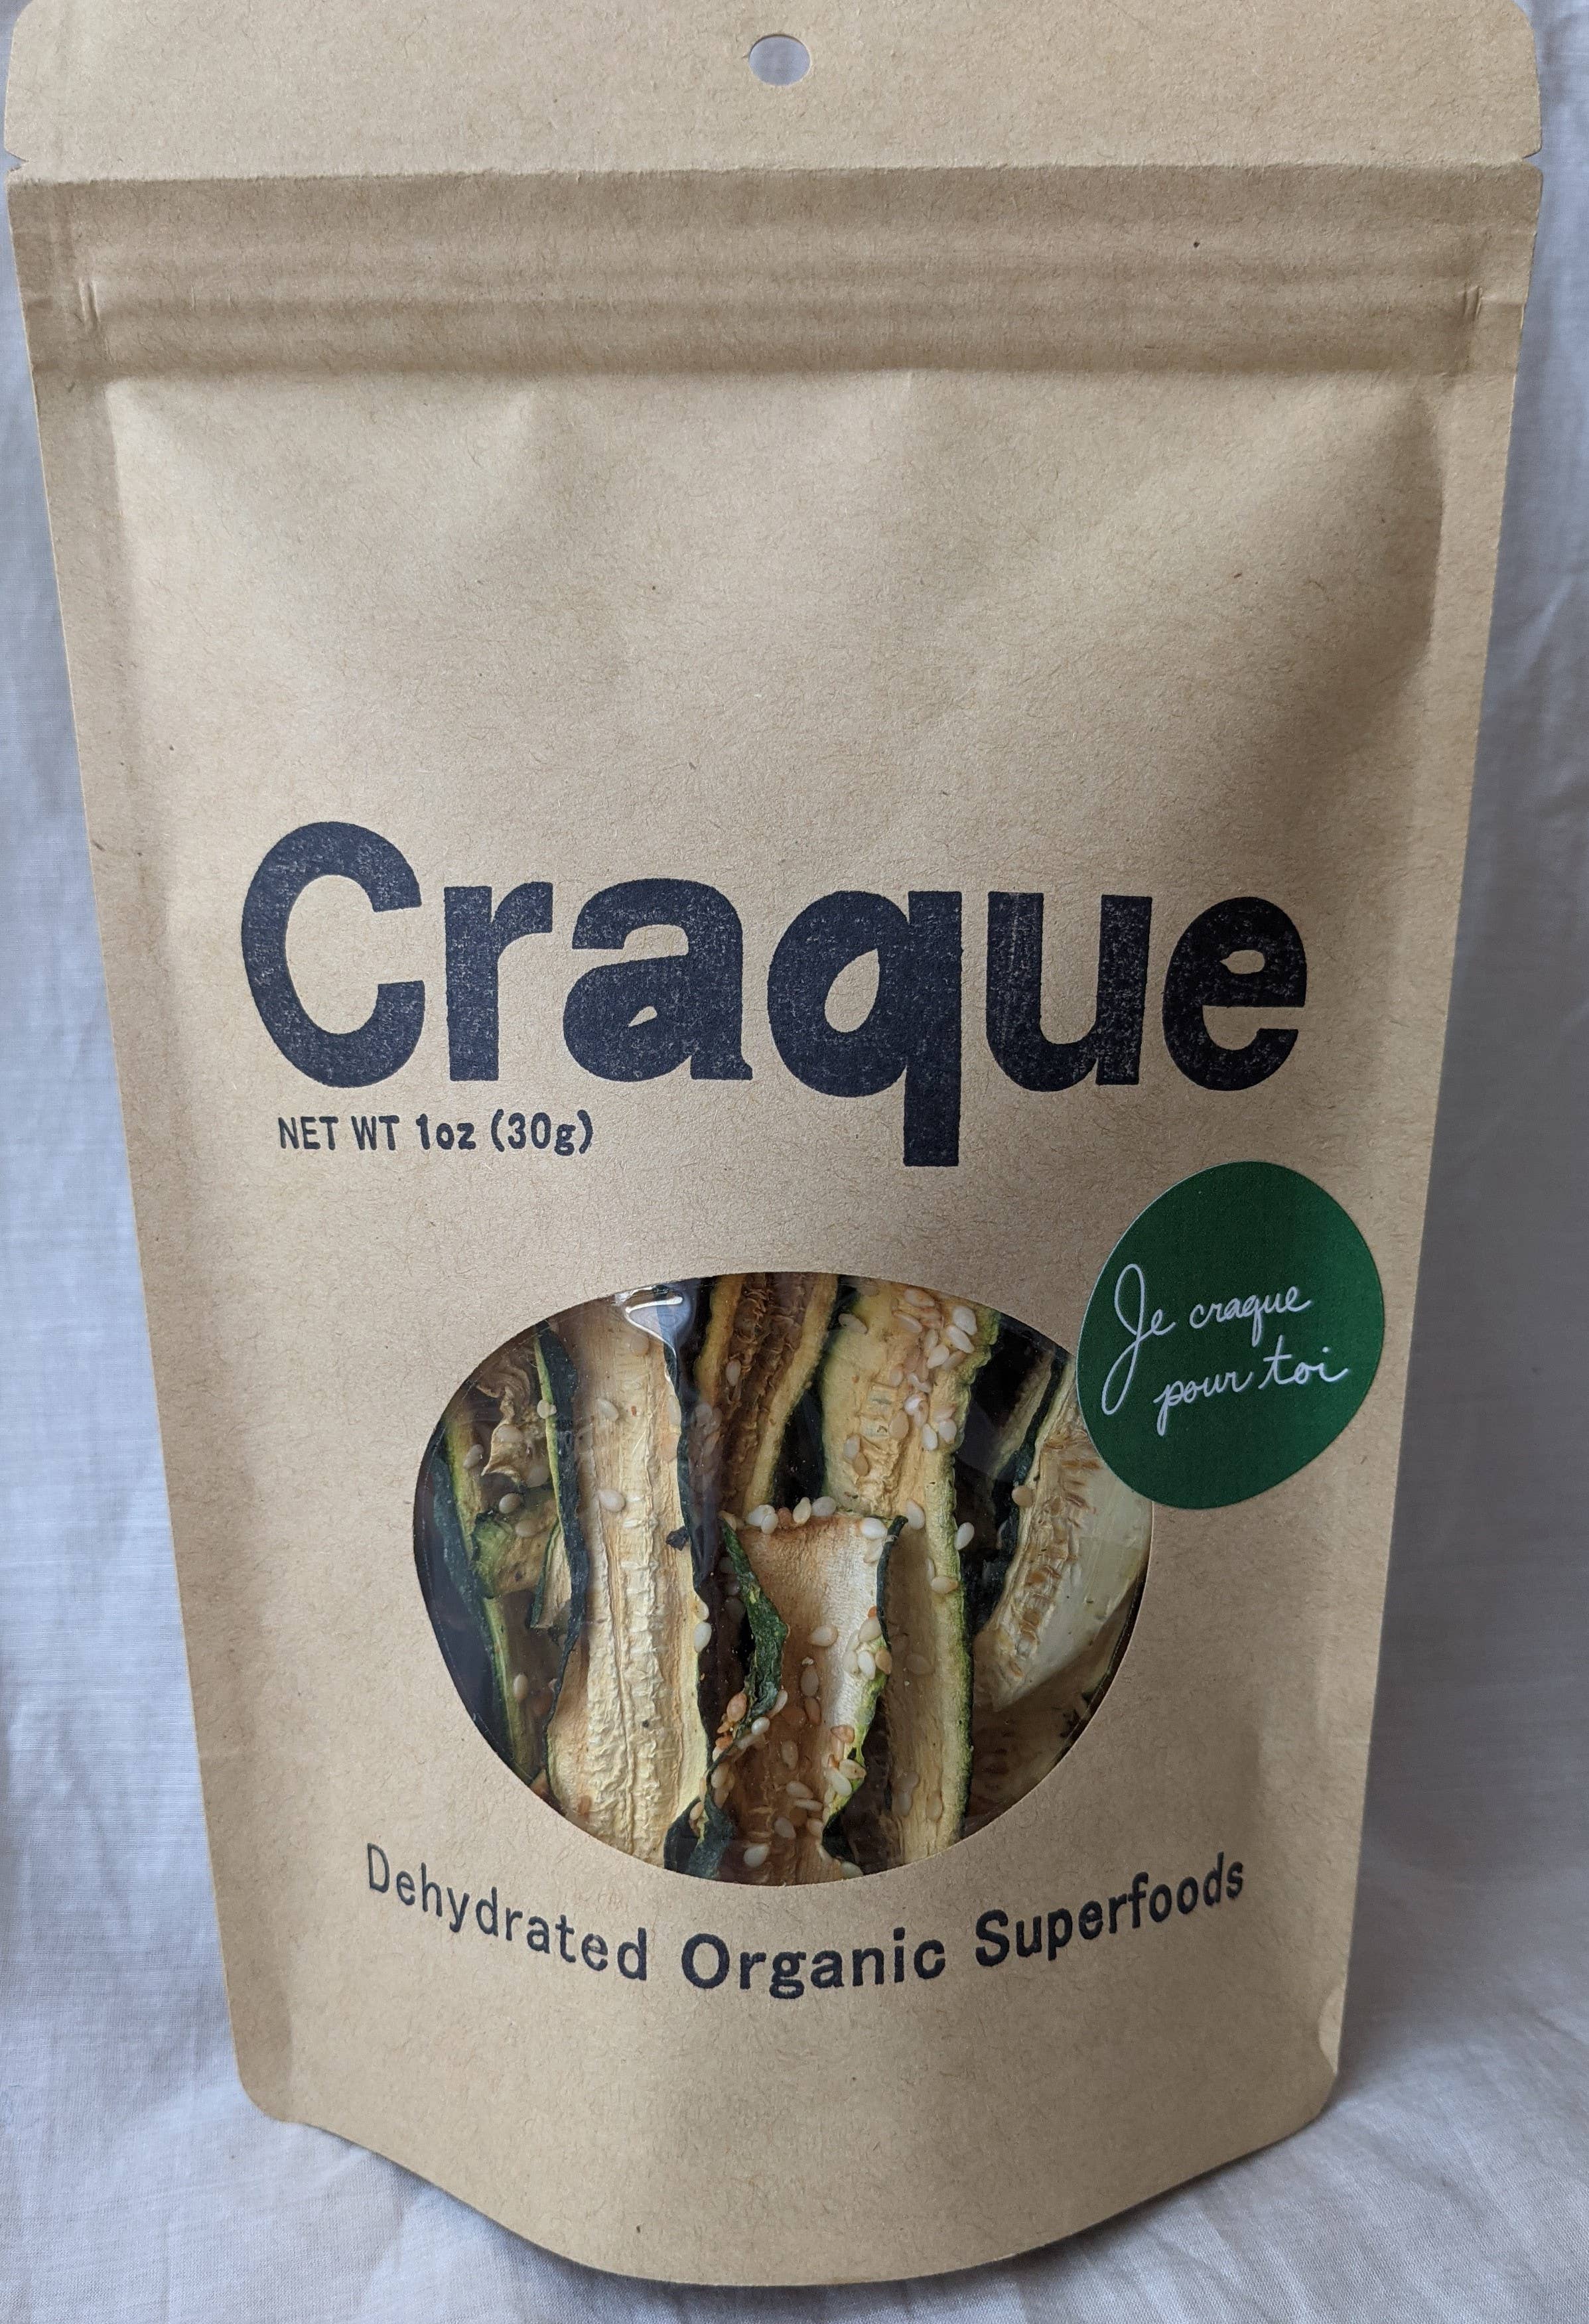 Craque
NET WT 1oz (30g)
Je craque
pour toi
Dehydrated Organic Superfoods